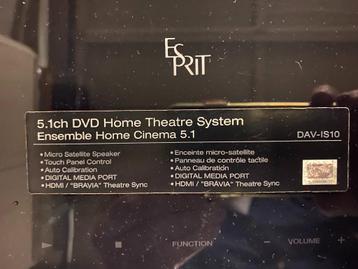 ESPRIT
5.1ch DVD Home Theatre System
Ensemble Home Cinema 5.1
DAV-IS10
• Micro Satellite Speaker
• Touch Panel Control
• Auto Calibration
• DIGITAL MEDIA PORT
• HDMI / "BRAVIA" Theatre Sync
• Enceinte micro-satellite
• Panneau de contrôle tactile
• Auto Calibration
• DIGITAL MEDIA PORT
• HDMI / "BRAVIA" Theatre Sync
FUNCTION
- VOLUME +